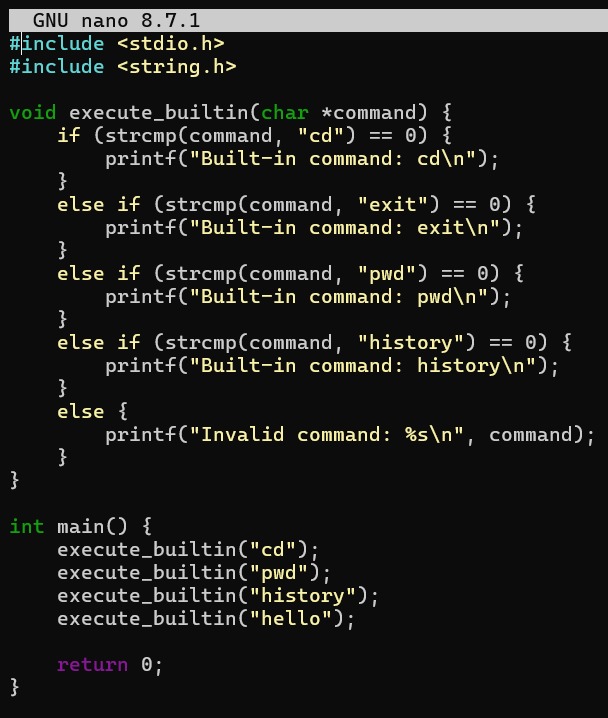 GNU nano 8.7.1
#include <stdio.h>
#include <string.h>

void execute_builtin(char *command) {
    if (strcmp(command, "cd") == 0) {
        printf("Built-in command: cd\n");
    }
    else if (strcmp(command, "exit") == 0) {
        printf("Built-in command: exit\n");
    }
    else if (strcmp(command, "pwd") == 0) {
        printf("Built-in command: pwd\n");
    }
    else if (strcmp(command, "history") == 0) {
        printf("Built-in command: history\n");
    }
    else {
        printf("Invalid command: %s\n", command);
    }
}

int main() {
    execute_builtin("cd");
    execute_builtin("pwd");
    execute_builtin("history");
    execute_builtin("hello");

    return 0;
}